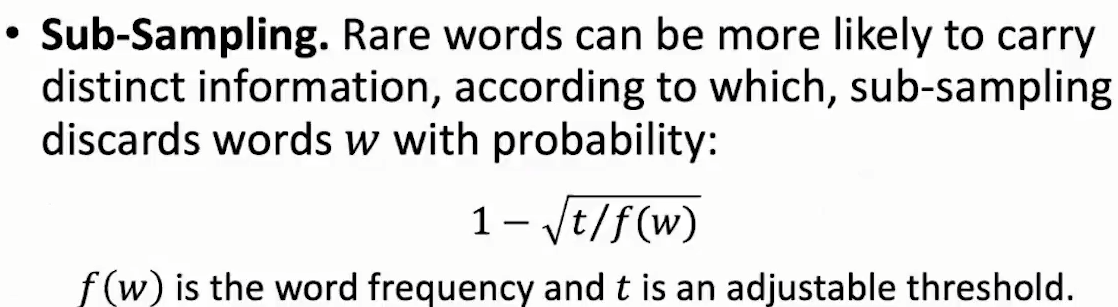 • Sub-Sampling. Rare words can be more likely to carry
distinct information, according to which, sub-sampling
discards words w with probability:
1 − √t/f(w)
f(w) is the word frequency and t is an adjustable threshold.